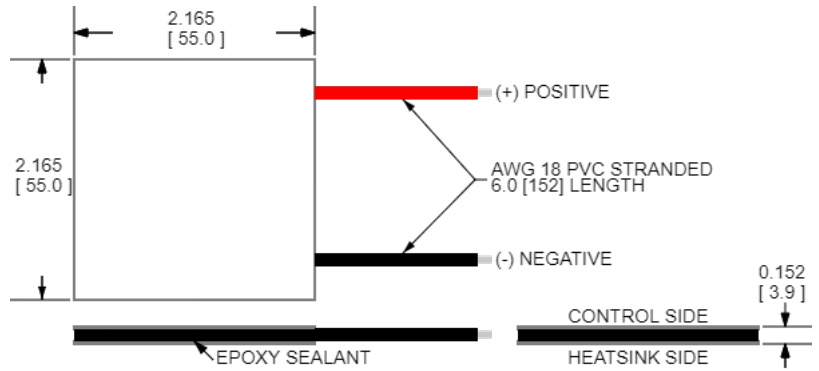 2.165
[ 55.0 ]
(+) POSITIVE
2.165
[ 55.0 ]
AWG 18 PVC STRANDED
6.0 [152] LENGTH
(-) NEGATIVE
0.152
[ 3.9 ]
CONTROL SIDE
EPOXY SEALANT
HEATSINK SIDE